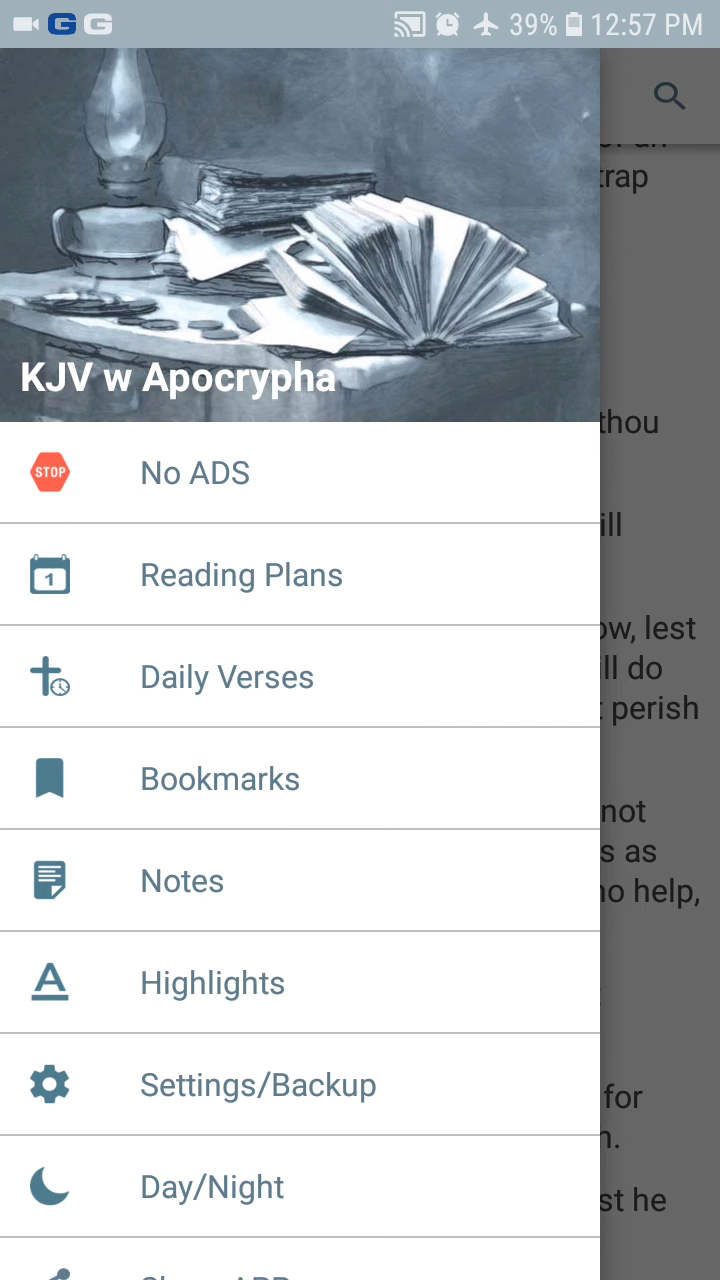 39% 12:57 PM
trap
KJV w Apocrypha
thou
STOP No ADS
ill
Reading Plans
ow, lest
ill do
Daily Verses
perish
Bookmarks
not
s as
Notes
no help,
Highlights
Settings/Backup
for
n.
Day/Night
st he